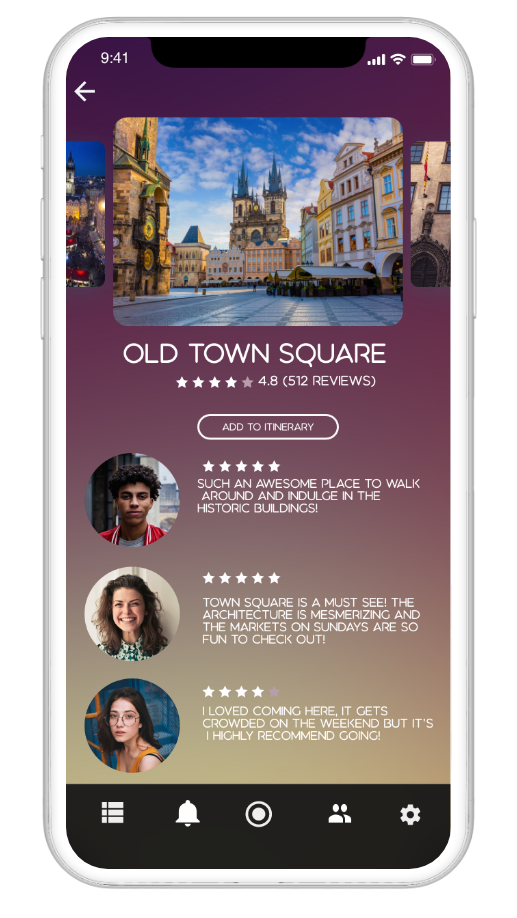 9:41
OLD TOWN SQUARE
4.8 (512 REVIEWS)
ADD TO ITINERARY
SUCH AN AWESOME PLACE TO WALK
AROUND AND INDULGE IN THE
HISTORIC BUILDINGS!
TOWN SQUARE IS A MUST SEE! THE
ARCHITECTURE IS MESMERIZING AND
THE MARKETS ON SUNDAYS ARE SO
FUN TO CHECK OUT!
I LOVED COMING HERE, IT GETS
CROWDED ON THE WEEKEND BUT IT'S
I HIGHLY RECOMMEND GOING!